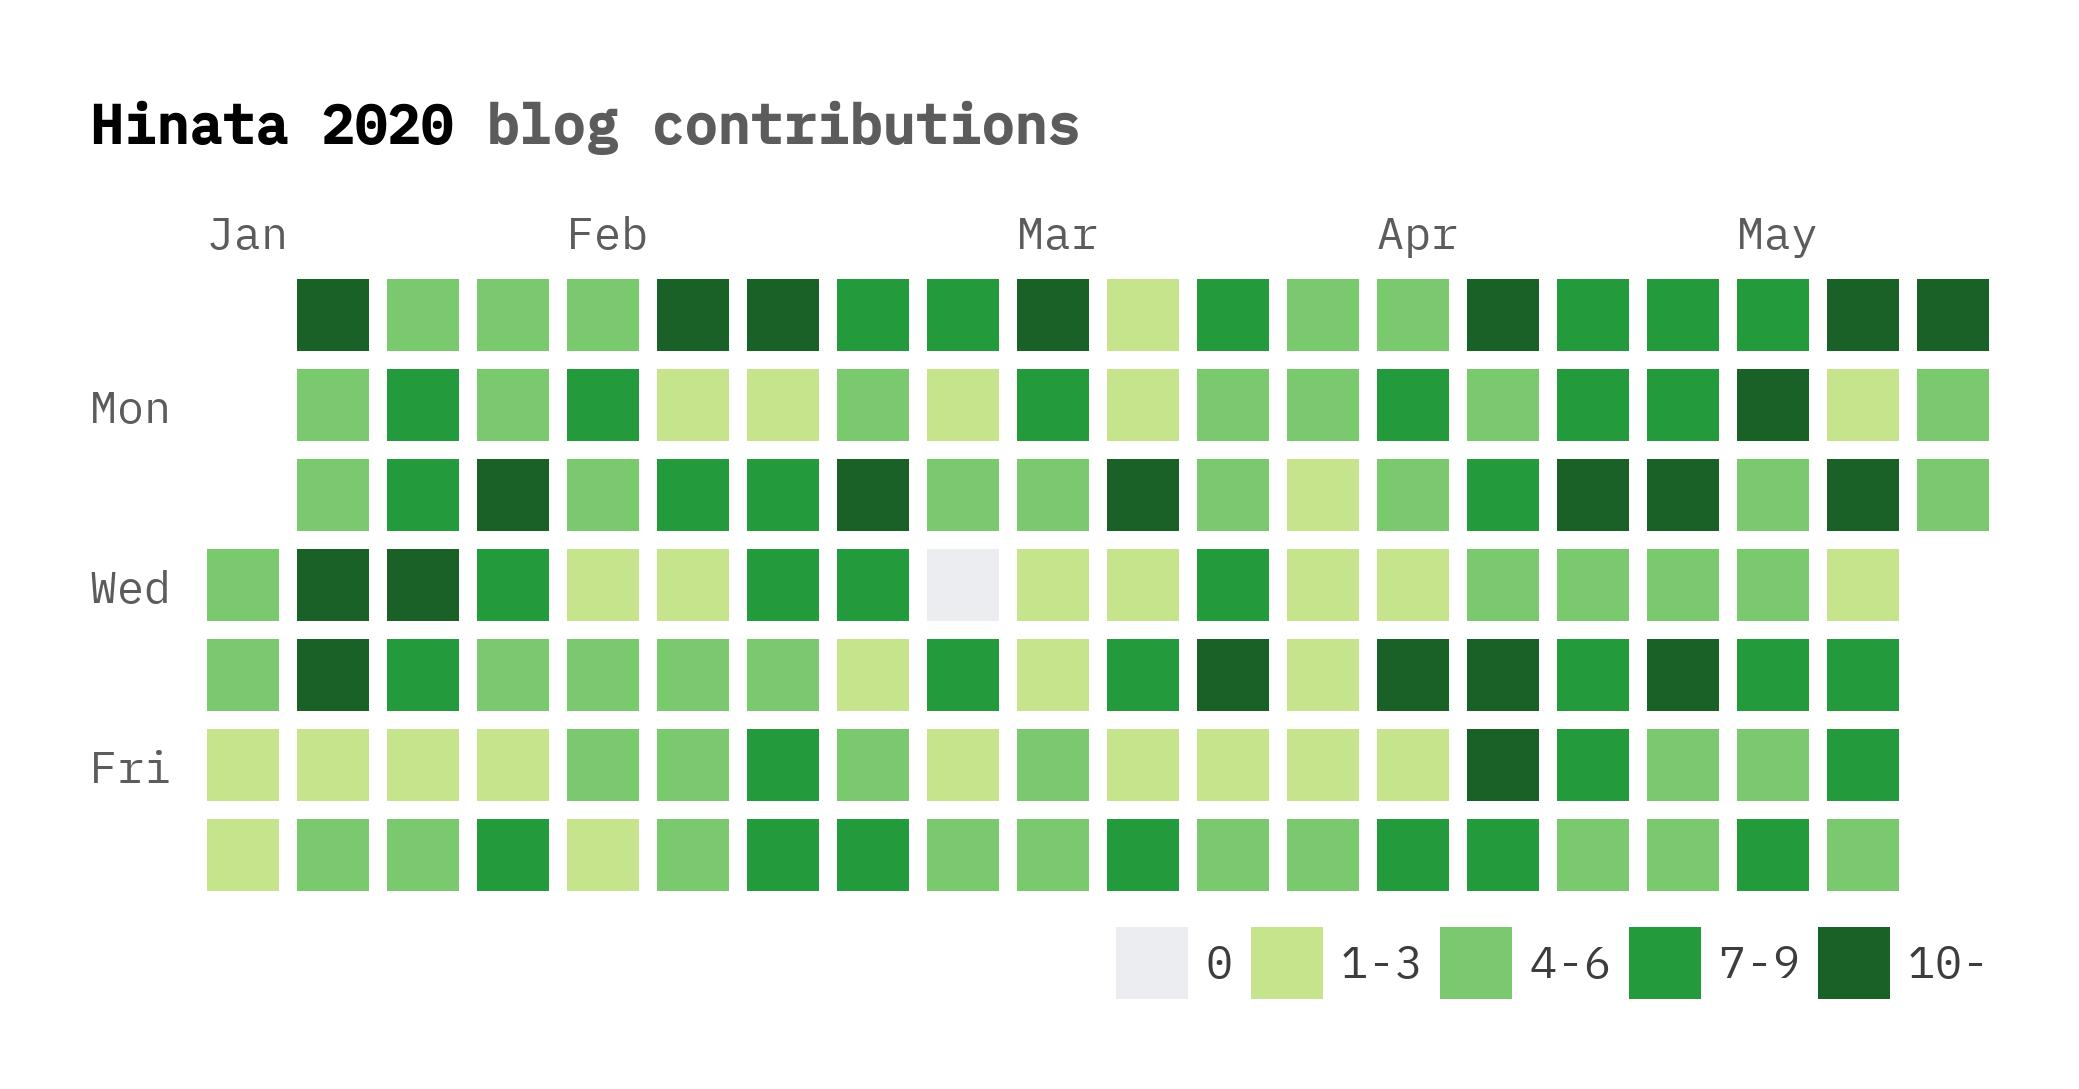 Hinata 2020 blog contributions
Jan Feb Mar Apr May
Mon
Wed
Fri
0 1-3 4-6 7-9 10-